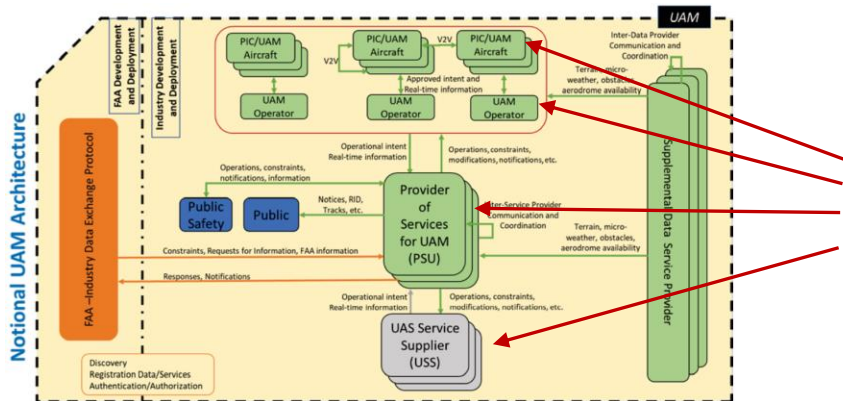 UAM
Notional UAM Architecture
FAA Development
and Deployment
Industry Development
and Deployment
PIC/UAM
Aircraft
V2V
PIC/UAM
Aircraft
V2V
PIC/UAM
Aircraft
Approved intent and
Real-time information
UAM
Operator
UAM
Operator
UAM
Operator
Inter-Data Provider
Communication and
Coordination
Terrain, micro-
weather, obstacles,
aerodrome availability
Operational intent
Real-time information
Operations, constraints,
modifications, notifications, etc.
Operations, constraints,
notifications, information
Public
Safety
Public
Notices, RID,
Tracks, etc.
Provider
of
Services
for UAM
(PSU)
Inter-Service Provider
Communication and
Coordination
Terrain, micro-
weather, obstacles,
aerodrome availability
Supplemental Data Service Provider
FAA –Industry Data Exchange Protocol
Constraints, Requests for Information, FAA information
Responses, Notifications
Operational intent
Real-time information
Operations, constraints,
modifications, notifications, etc.
UAS Service
Supplier
(USS)
Discovery
Registration Data/Services
Authentication/Authorization